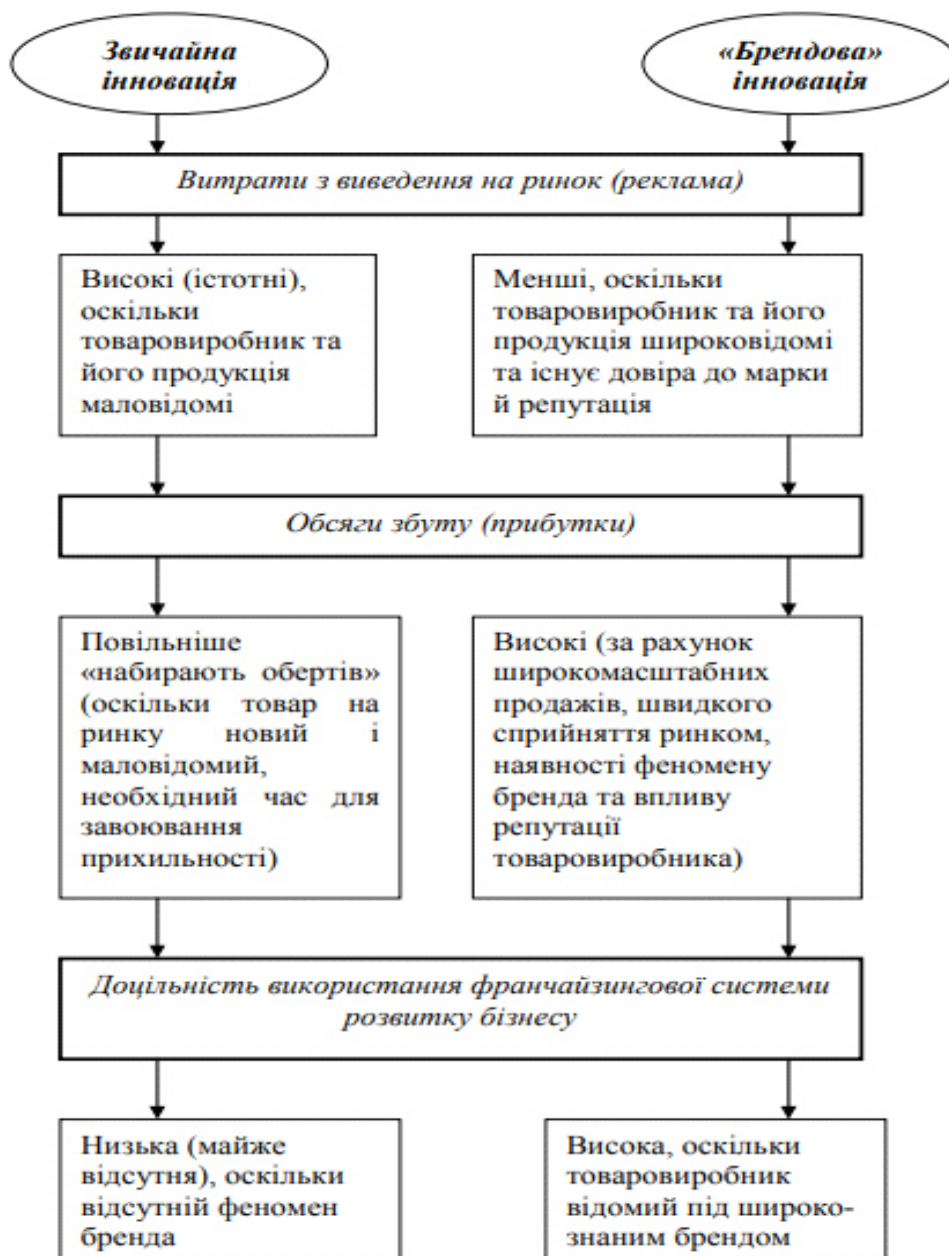 Звичайна
інновація
«Брендова»
інновація
Витрати з виведення на ринок (реклама)
Високі (істотні),
оскільки
товаровиробник та
його продукція
маловідомі
Менші, оскільки
товаровиробник та його
продукція широковідомі
та існує довіра до марки
й репутація
Обсяги збуту (прибутки)
Повільніше
«набирають обертів»
(оскільки товар на
ринку новий і
маловідомий,
необхідний час для
завоювання
прихильності)
Високі (за рахунок
широкомасштабних
продажів, швидкого
сприйняття ринком,
наявності феномену
бренда та впливу
репутації
товаровиробника)
Доцільність використання франчайзингової системи
розвитку бізнесу
Низька (майже
відсутня), оскільки
відсутній феномен
бренда
Висока, оскільки
товаровиробник
відомий під широко-
знаним брендом